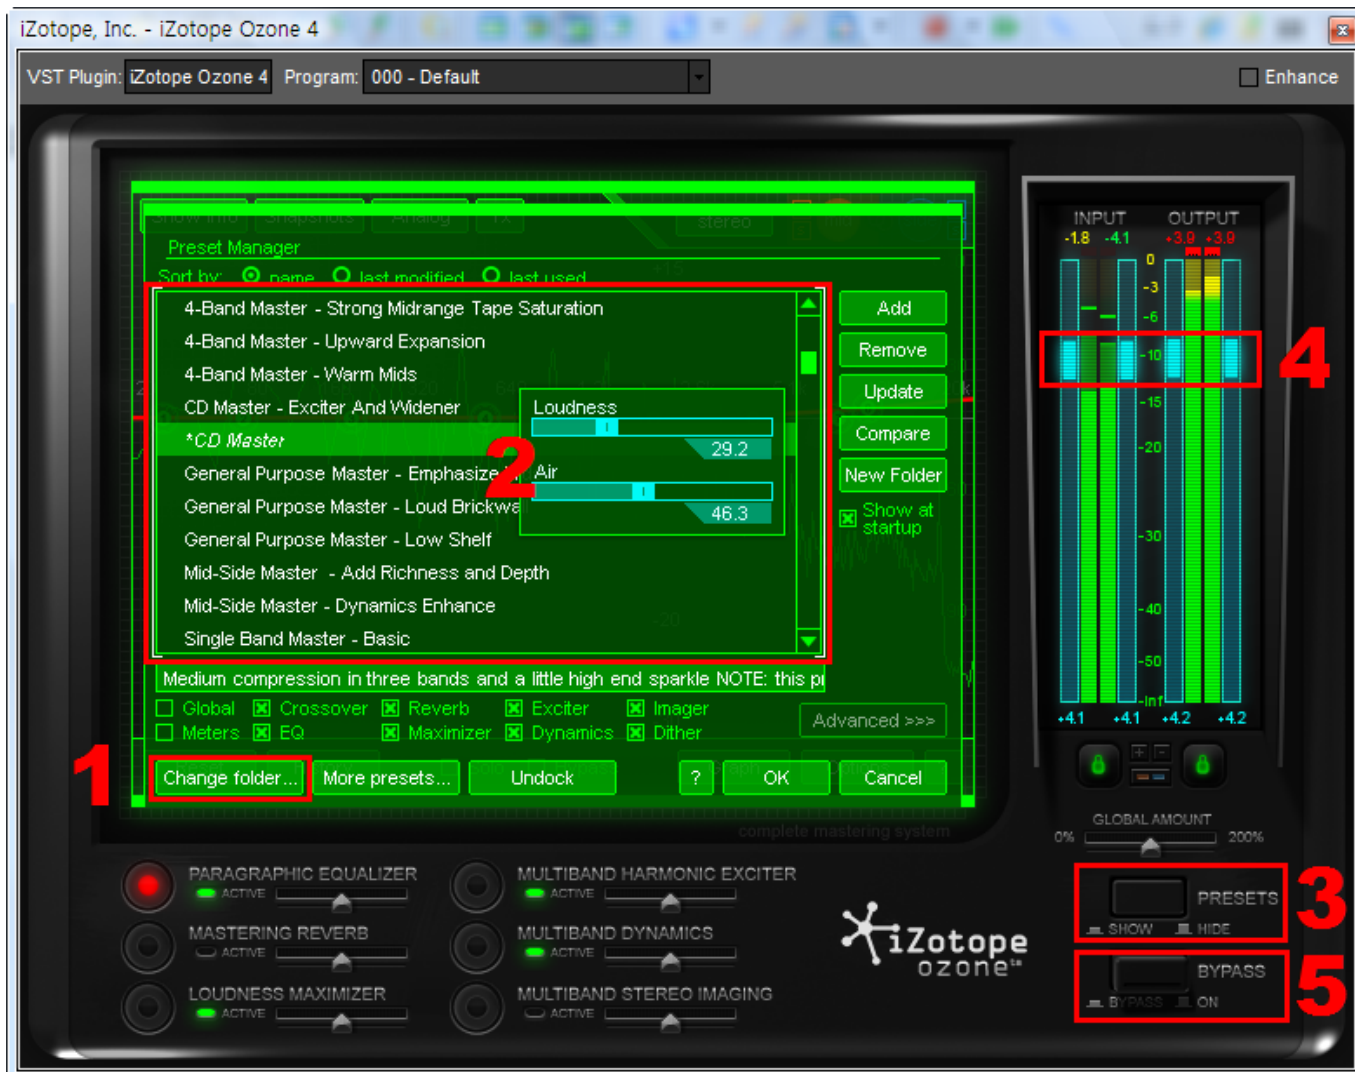 iZotope, Inc. - iZotope Ozone 4
VST Plugin: iZotope Ozone 4 Program: 000 - Default Enhance
Show Info Snapshots Analog TX stereo
Preset Manager
Sort by: name last modified last used
4-Band Master - Strong Midrange Tape Saturation
4-Band Master - Upward Expansion
4-Band Master - Warm Mids
CD Master - Exciter And Widener
*CD Master
General Purpose Master - Emphasize
General Purpose Master - Loud Brickwa
General Purpose Master - Low Shelf
Mid-Side Master - Add Richness and Depth
Mid-Side Master - Dynamics Enhance
Single Band Master - Basic
Loudness
29.2
Air
46.3
2
Add
Remove
Update
Compare
New Folder
Show at
startup
Medium compression in three bands and a little high end sparkle NOTE: this p
Global Crossover Reverb Exciter Imager
Meters EQ Maximizer Dynamics Dither
Advanced >>>
1
Change folder... More presets... Undock ? OK Cancel
complete mastering system
INPUT OUTPUT
-1.8 -4.1 +3.9 +3.9
0
-3
-6
-10
-15
-20
-30
-40
-50
-Inf
+4.1 +4.1 +4.2 +4.2
4
GLOBAL AMOUNT
0% 200%
PARAGRAPHIC EQUALIZER
ACTIVE
MULTIBAND HARMONIC EXCITER
ACTIVE
MASTERING REVERB
ACTIVE
MULTIBAND DYNAMICS
ACTIVE
LOUDNESS MAXIMIZER
ACTIVE
MULTIBAND STEREO IMAGING
ACTIVE
iZotope
ozone™
PRESETS
SHOW HIDE
3
BYPASS
BYPASS ON
5